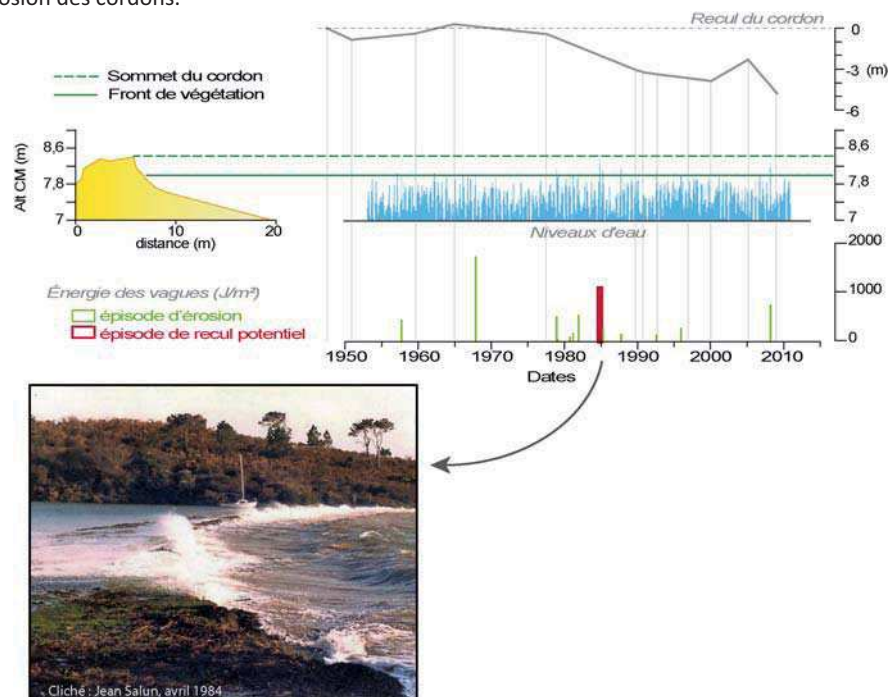 osion des cordons.
Recul du cordon
0
-3 (m)
-6
Sommet du cordon
Front de végétation
Alt CM (m)
8,6
7,8
7
0 10 20
distance (m)
8,6
7,8
7
Niveaux d'eau
2000
1000
0
Énergie des vagues (J/m²)
épisode d'érosion
épisode de recul potentiel
1950 1960 1970 1980 1990 2000 2010
Dates
Cliché : Jean Salun, avril 1984